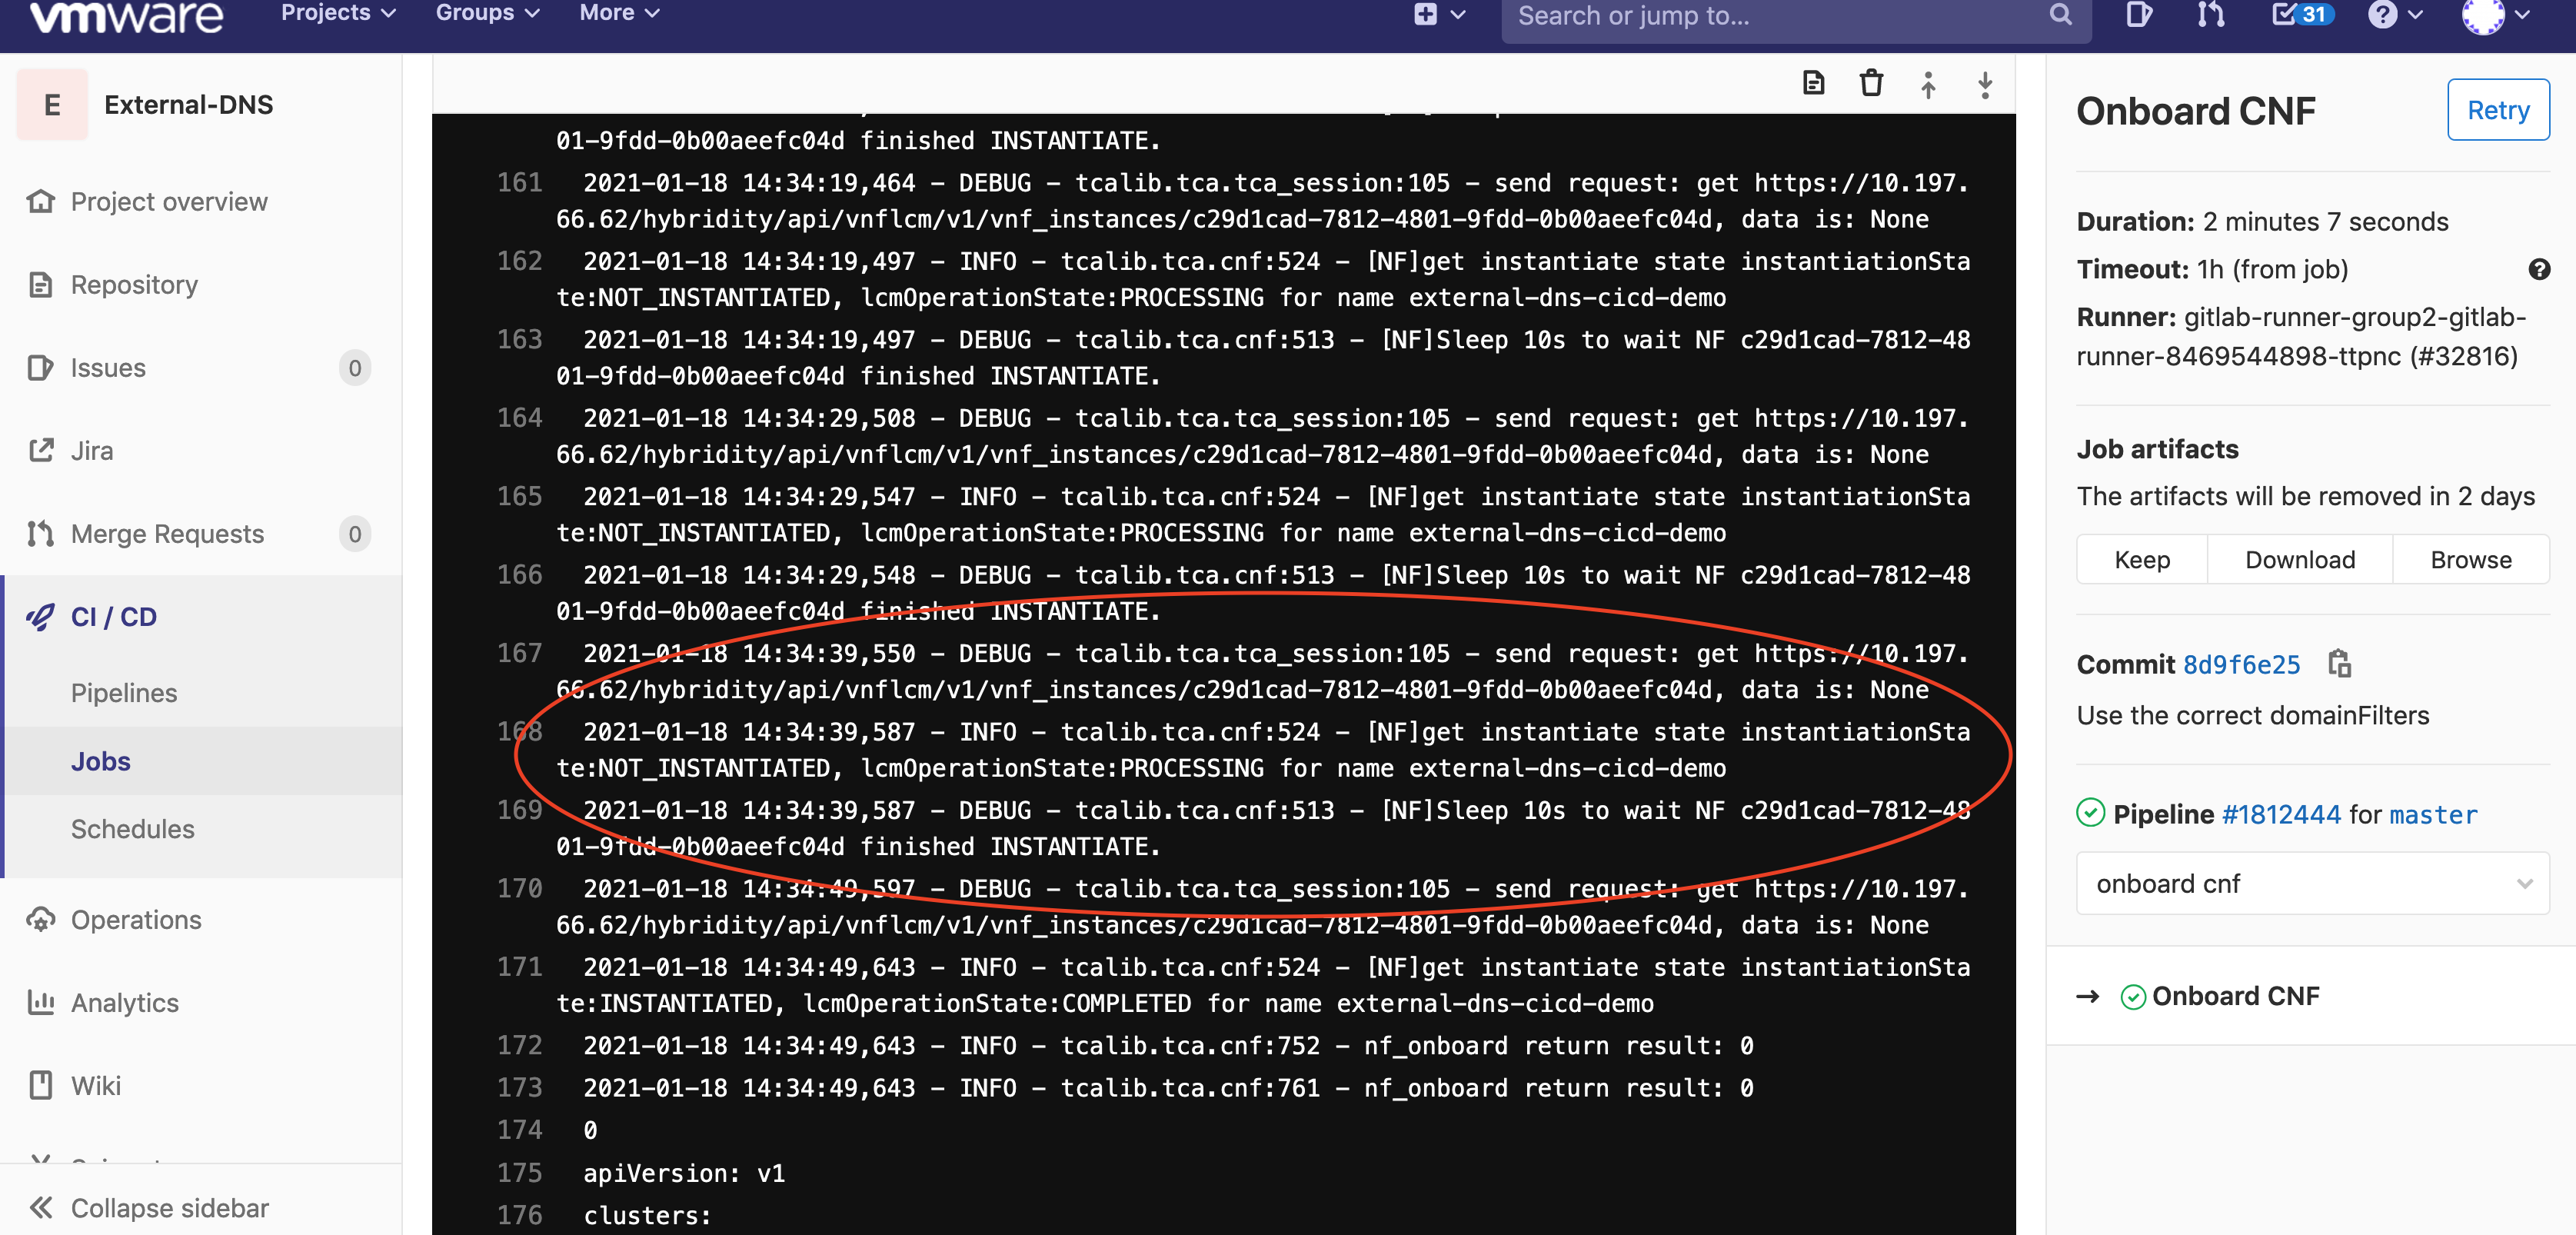 vmware Projects Groups More Search or jump to... 31
E External-DNS
Project overview
Repository
Issues 0
Jira
Merge Requests 0
CI / CD
Pipelines
Jobs
Schedules
Operations
Analytics
Wiki
Collapse sidebar
01-9fdd-0b00aeefc04d finished INSTANTIATE.
161 2021-01-18 14:34:19,464 - DEBUG - tcalib.tca.tca_session:105 - send request: get https://10.197.
66.62/hybridity/api/vnflcm/v1/vnf_instances/c29d1cad-7812-4801-9fdd-0b00aeefc04d, data is: None
162 2021-01-18 14:34:19,497 - INFO - tcalib.tca.cnf:524 - [NF]get instantiate state instantiationSta
te:NOT_INSTANTIATED, lcmOperationState:PROCESSING for name external-dns-cicd-demo
163 2021-01-18 14:34:19,497 - DEBUG - tcalib.tca.cnf:513 - [NF]Sleep 10s to wait NF c29d1cad-7812-48
01-9fdd-0b00aeefc04d finished INSTANTIATE.
164 2021-01-18 14:34:29,508 - DEBUG - tcalib.tca.tca_session:105 - send request: get https://10.197.
66.62/hybridity/api/vnflcm/v1/vnf_instances/c29d1cad-7812-4801-9fdd-0b00aeefc04d, data is: None
165 2021-01-18 14:34:29,547 - INFO - tcalib.tca.cnf:524 - [NF]get instantiate state instantiationSta
te:NOT_INSTANTIATED, lcmOperationState:PROCESSING for name external-dns-cicd-demo
166 2021-01-18 14:34:29,548 - DEBUG - tcalib.tca.cnf:513 - [NF]Sleep 10s to wait NF c29d1cad-7812-48
01-9fdd-0b00aeefc04d finished INSTANTIATE.
167 2021-01-18 14:34:39,550 - DEBUG - tcalib.tca.tca_session:105 - send request: get https://10.197.
66.62/hybridity/api/vnflcm/v1/vnf_instances/c29d1cad-7812-4801-9fdd-0b00aeefc04d, data is: None
168 2021-01-18 14:34:39,587 - INFO - tcalib.tca.cnf:524 - [NF]get instantiate state instantiationSta
te:NOT_INSTANTIATED, lcmOperationState:PROCESSING for name external-dns-cicd-demo
169 2021-01-18 14:34:39,587 - DEBUG - tcalib.tca.cnf:513 - [NF]Sleep 10s to wait NF c29d1cad-7812-48
01-9fdd-0b00aeefc04d finished INSTANTIATE.
170 2021-01-18 14:34:49,597 - DEBUG - tcalib.tca.tca_session:105 - send request: get https://10.197.
66.62/hybridity/api/vnflcm/v1/vnf_instances/c29d1cad-7812-4801-9fdd-0b00aeefc04d, data is: None
171 2021-01-18 14:34:49,643 - INFO - tcalib.tca.cnf:524 - [NF]get instantiate state instantiationSta
te:INSTANTIATED, lcmOperationState:COMPLETED for name external-dns-cicd-demo
172 2021-01-18 14:34:49,643 - INFO - tcalib.tca.cnf:752 - nf_onboard return result: 0
173 2021-01-18 14:34:49,643 - INFO - tcalib.tca.cnf:761 - nf_onboard return result: 0
174 0
175 apiVersion: v1
176 clusters:
Onboard CNF Retry
Duration: 2 minutes 7 seconds
Timeout: 1h (from job)
Runner: gitlab-runner-group2-gitlab-
runner-8469544898-ttpnc (#32816)
Job artifacts
The artifacts will be removed in 2 days
Keep Download Browse
Commit 8d9f6e25
Use the correct domainFilters
Pipeline #1812444 for master
onboard cnf
→ Onboard CNF